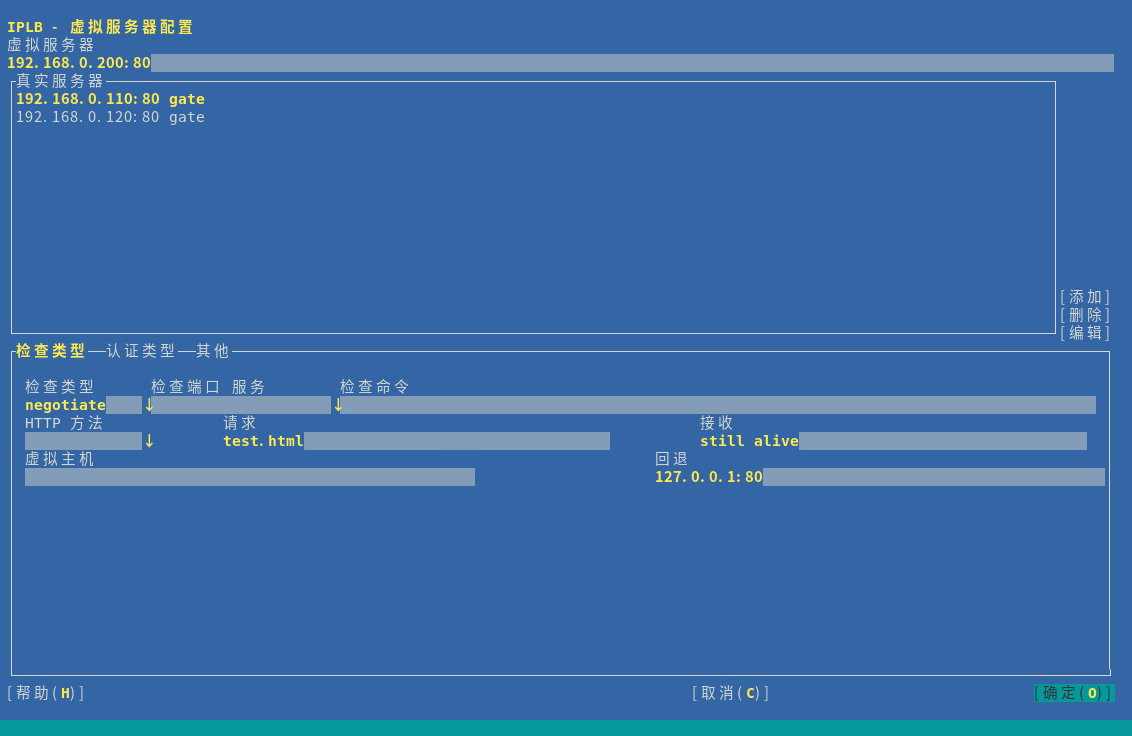 IPLB - 虚拟服务器配置
虚拟服务器
192.168.0.200:80
真实服务器
192.168.0.110:80 gate
192.168.0.120:80 gate
[添加]
[删除]
[编辑]
检查类型 认证类型 其他
检查类型 检查端口 服务 检查命令
negotiate↓ ↓
HTTP 方法 请求 接收
↓ test.html still alive
虚拟主机 回退
127.0.0.1:80
[帮助(H)] [取消(C)] [确定(O)]